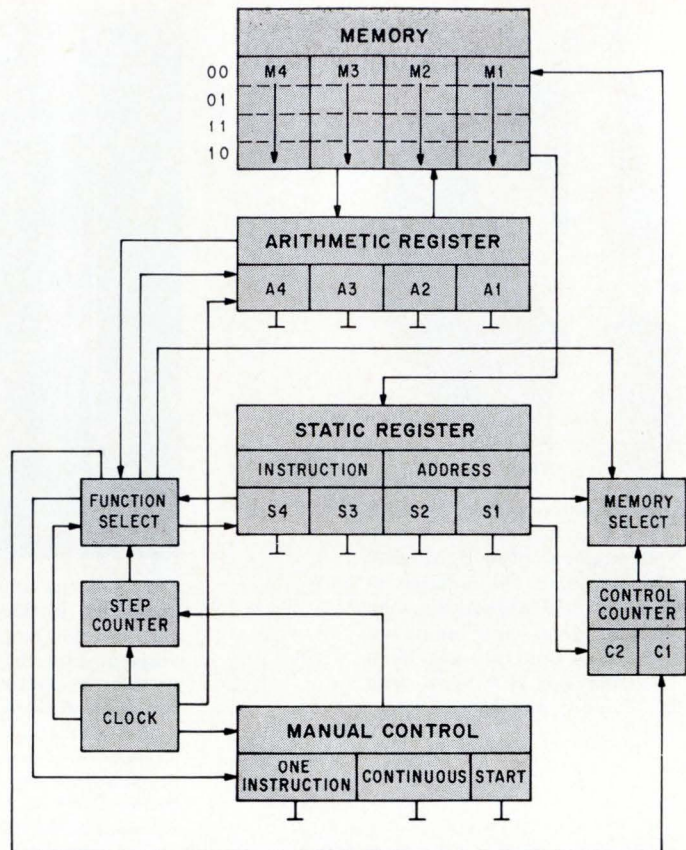 MEMORY
00 M4 M3 M2 M1
01
11
10
ARITHMETIC REGISTER
A4 A3 A2 A1
STATIC REGISTER
INSTRUCTION ADDRESS
S4 S3 S2 S1
FUNCTION
SELECT
MEMORY
SELECT
STEP
COUNTER
CONTROL
COUNTER
C2 C1
CLOCK
MANUAL CONTROL
ONE
INSTRUCTION
CONTINUOUS
START